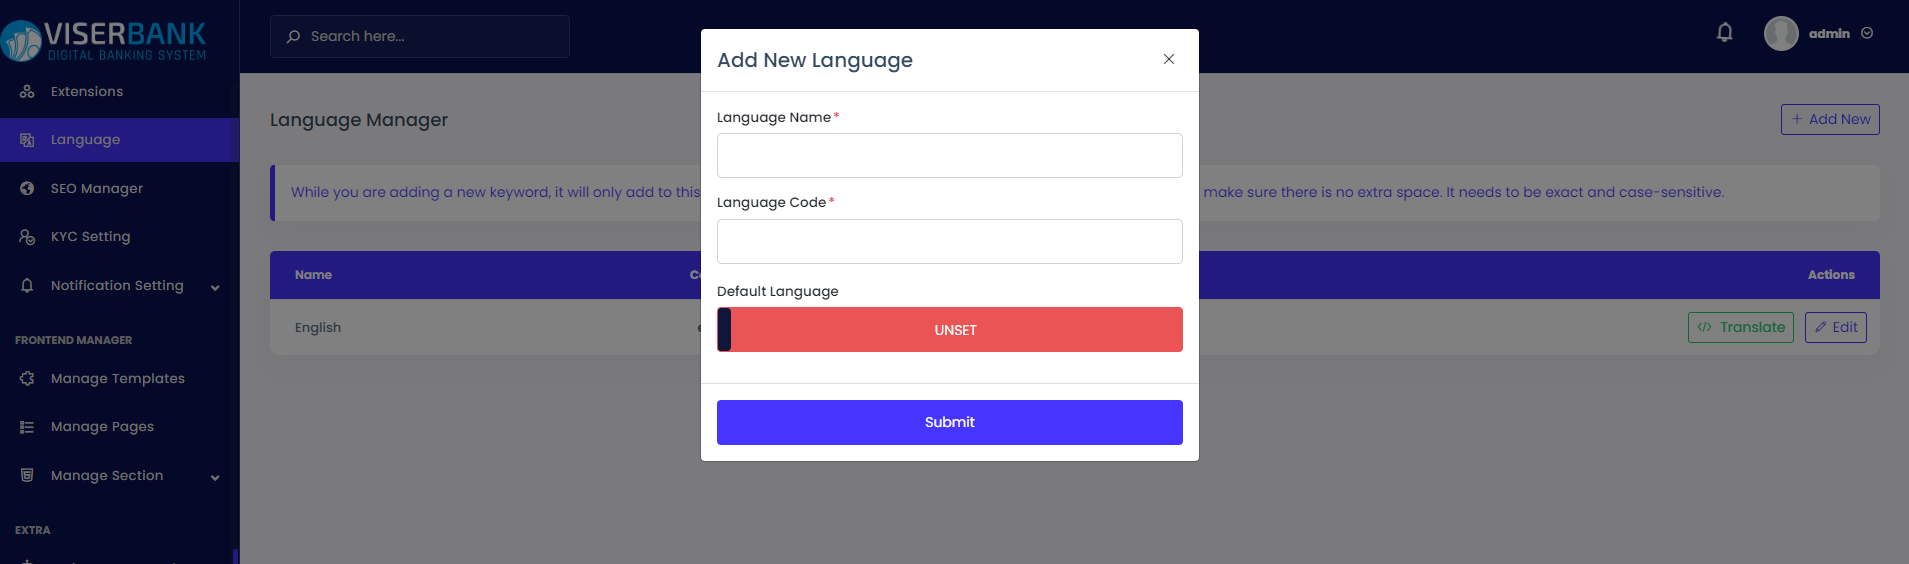 VISERBANK
DIGITAL BANKING SYSTEM
Search here...
admin
Extensions
Language
SEO Manager
KYC Setting
Notification Setting
FRONTEND MANAGER
Manage Templates
Manage Pages
Manage Section
EXTRA
Language Manager
+ Add New
While you are adding a new keyword, it will only add to this
make sure there is no extra space. It needs to be exact and case-sensitive.
Name
Actions
English
Translate
Edit
Add New Language
Language Name*
Language Code*
Default Language
UNSET
Submit